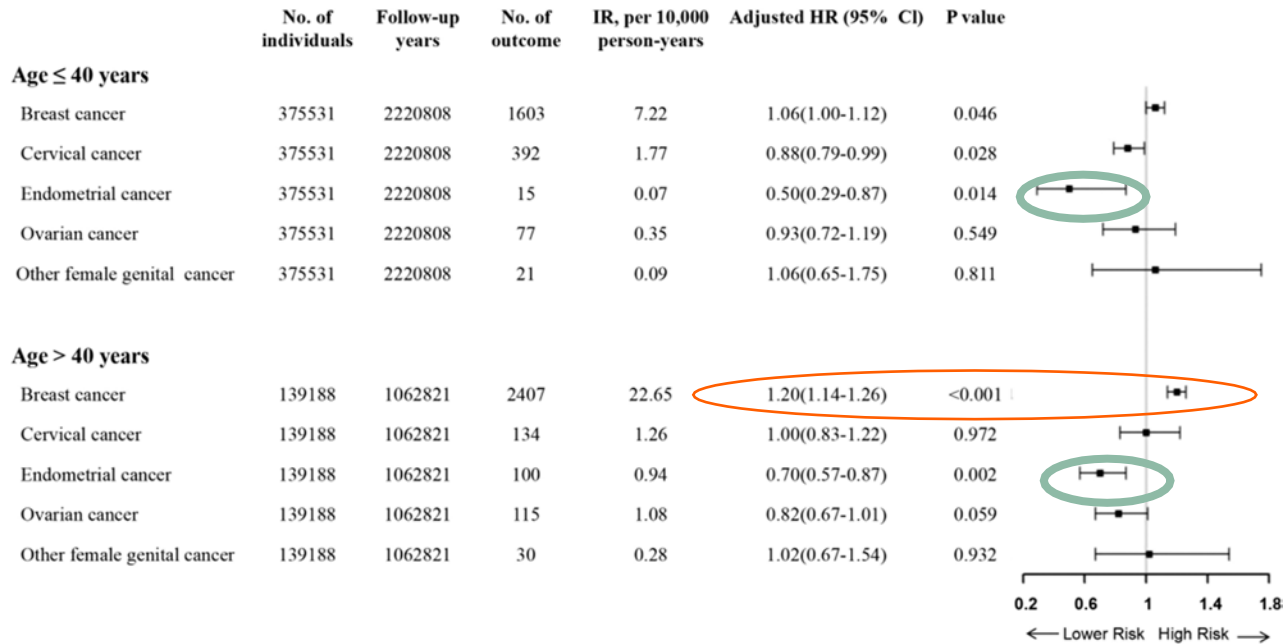 No. of individuals Follow-up years No. of outcome IR, per 10,000 person-years Adjusted HR (95% CI) P value
Age ≤ 40 years
Breast cancer 375531 2220808 1603 7.22 1.06(1.00-1.12) 0.046
Cervical cancer 375531 2220808 392 1.77 0.88(0.79-0.99) 0.028
Endometrial cancer 375531 2220808 15 0.07 0.50(0.29-0.87) 0.014
Ovarian cancer 375531 2220808 77 0.35 0.93(0.72-1.19) 0.549
Other female genital cancer 375531 2220808 21 0.09 1.06(0.65-1.75) 0.811
Age > 40 years
Breast cancer 139188 1062821 2407 22.65 1.20(1.14-1.26) <0.001
Cervical cancer 139188 1062821 134 1.26 1.00(0.83-1.22) 0.972
Endometrial cancer 139188 1062821 100 0.94 0.70(0.57-0.87) 0.002
Ovarian cancer 139188 1062821 115 1.08 0.82(0.67-1.01) 0.059
Other female genital cancer 139188 1062821 30 0.28 1.02(0.67-1.54) 0.932
0.2 0.6 1 1.4 1.8
← Lower Risk High Risk →